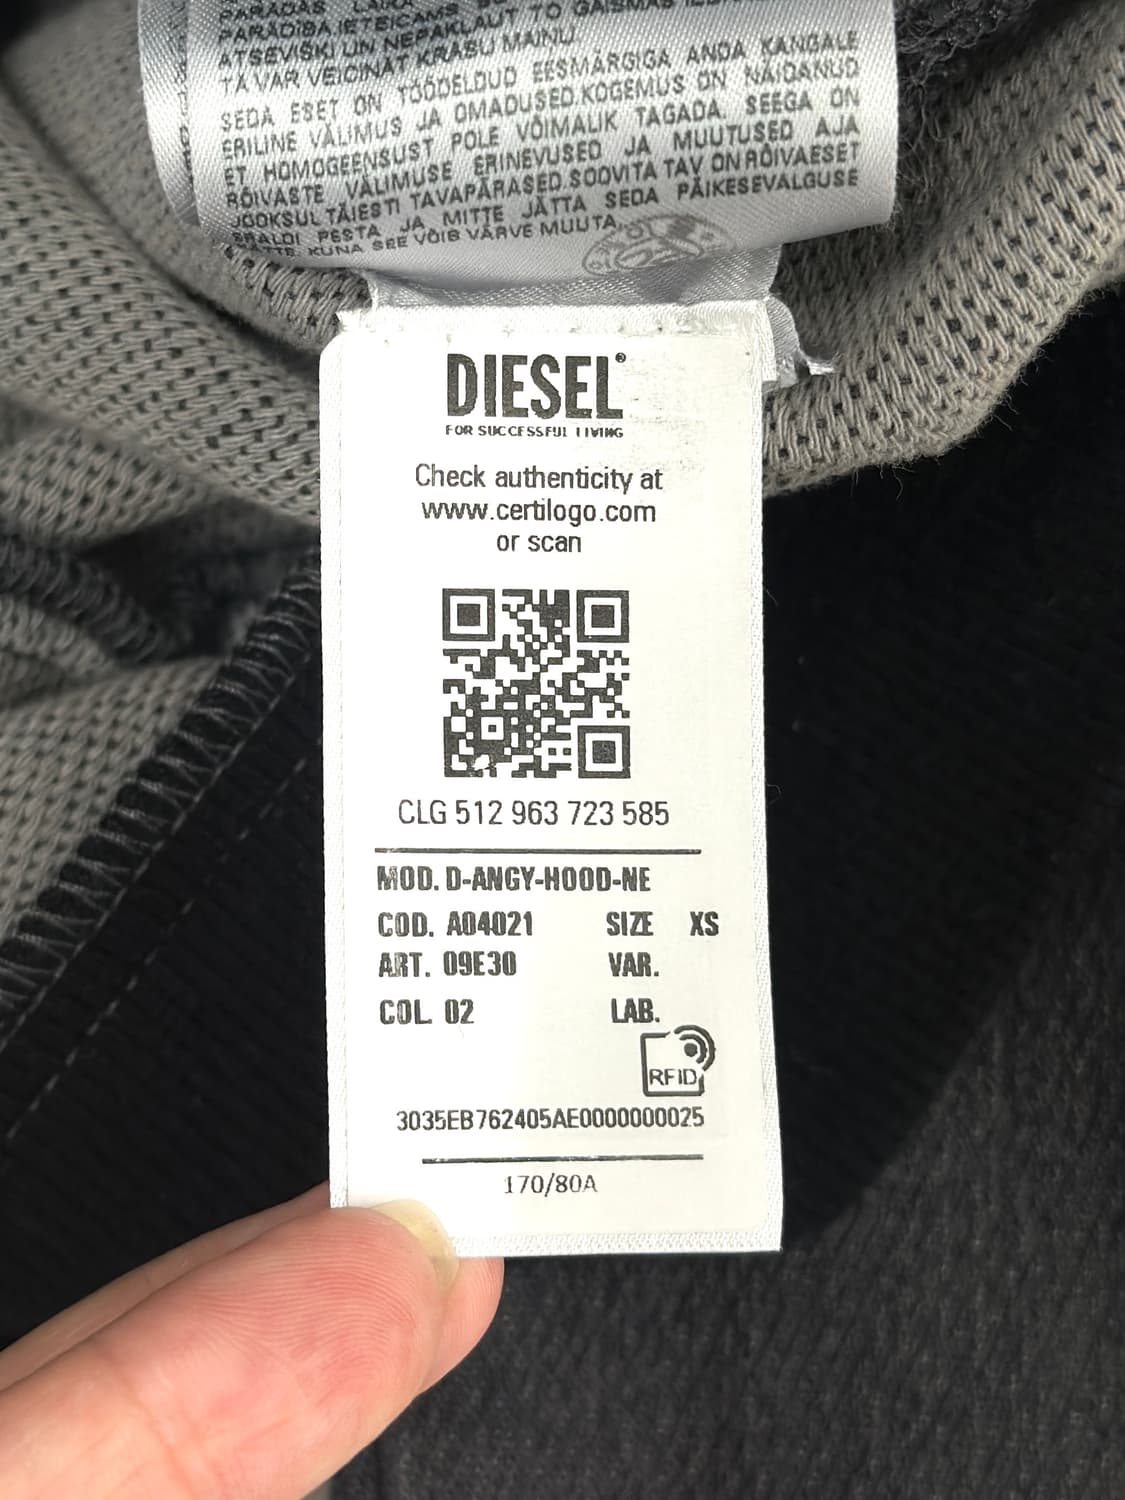 PARADĪBA IETEICAMS
ATSEVIŠĶI UN NEPAKĻAUT TO GAISMAS
TĀ VAR VEICINĀT KRĀSU MAIŅU.
SEDA ESET ON TÖÖDELDUD EESMÄRGIGA ANDA KANGALE
ERILINE VÄLIMUS JA OMADUSED.KOGEMUS ON NÄIDANUD
ET HOMOGEENSUST POLE VÕIMALIK TAGADA. SEEGA ON
RÕIVASTE VÄLIMUSE ERINEVUSED JA MUUTUSED AJA
JOOKSUL TÄIESTI TAVAPÄRASED.SOOVITATAV ON RÕIVAESET
ERALDI PESTA JA MITTE JÄTTA SEDA PÄIKESEVALGUSE
KÄTTE, KUNA SEE VÕIB VÄRVE MUUTA.
DIESEL®
FOR SUCCESSFUL LIVING
Check authenticity at
www.certilogo.com
or scan
CLG 512 963 723 585
MOD. D-ANGY-HOOD-NE
COD. A04021 SIZE XS
ART. 09E30 VAR.
COL. 02 LAB.
RFID
3035EB762405AE0000000025
170/80A